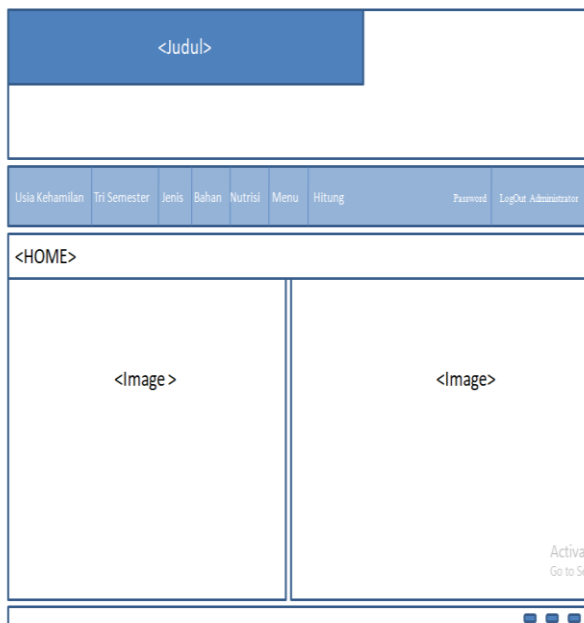 <Judul>
Usia Kehamilan Tri Semester Jenis Bahan Nutrisi Menu Hitung Password LogOut Administrator
<HOME>
<Image > <Image>
Activa
Go to Se